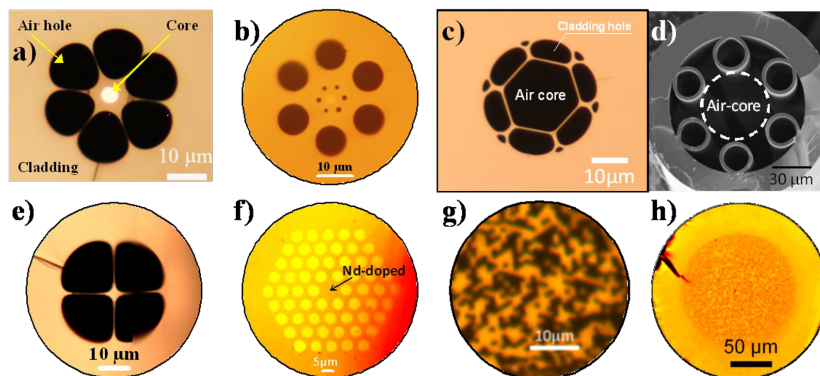 a)
Air hole
Core
Cladding
10 µm
b)
10 µm
c)
Cladding hole
Air core
10µm
d)
Air-core
30 µm
e)
10 µm
f)
Nd-doped
5µm
g)
10µm
h)
50 µm